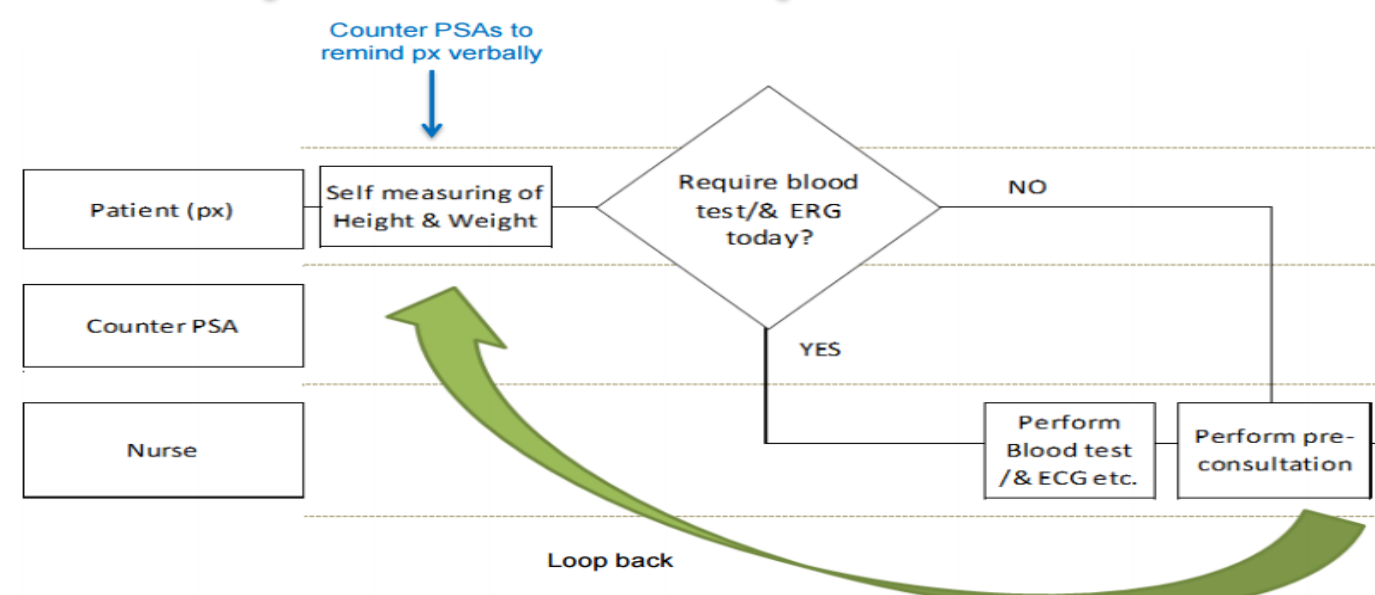 Counter PSAs to
remind px verbally
Patient (px)
Self measuring of
Height & Weight
Require blood
test/& ERG
today?
NO
Counter PSA
YES
Nurse
Perform
Blood test
/& ECG etc.
Perform pre-
consultation
Loop back